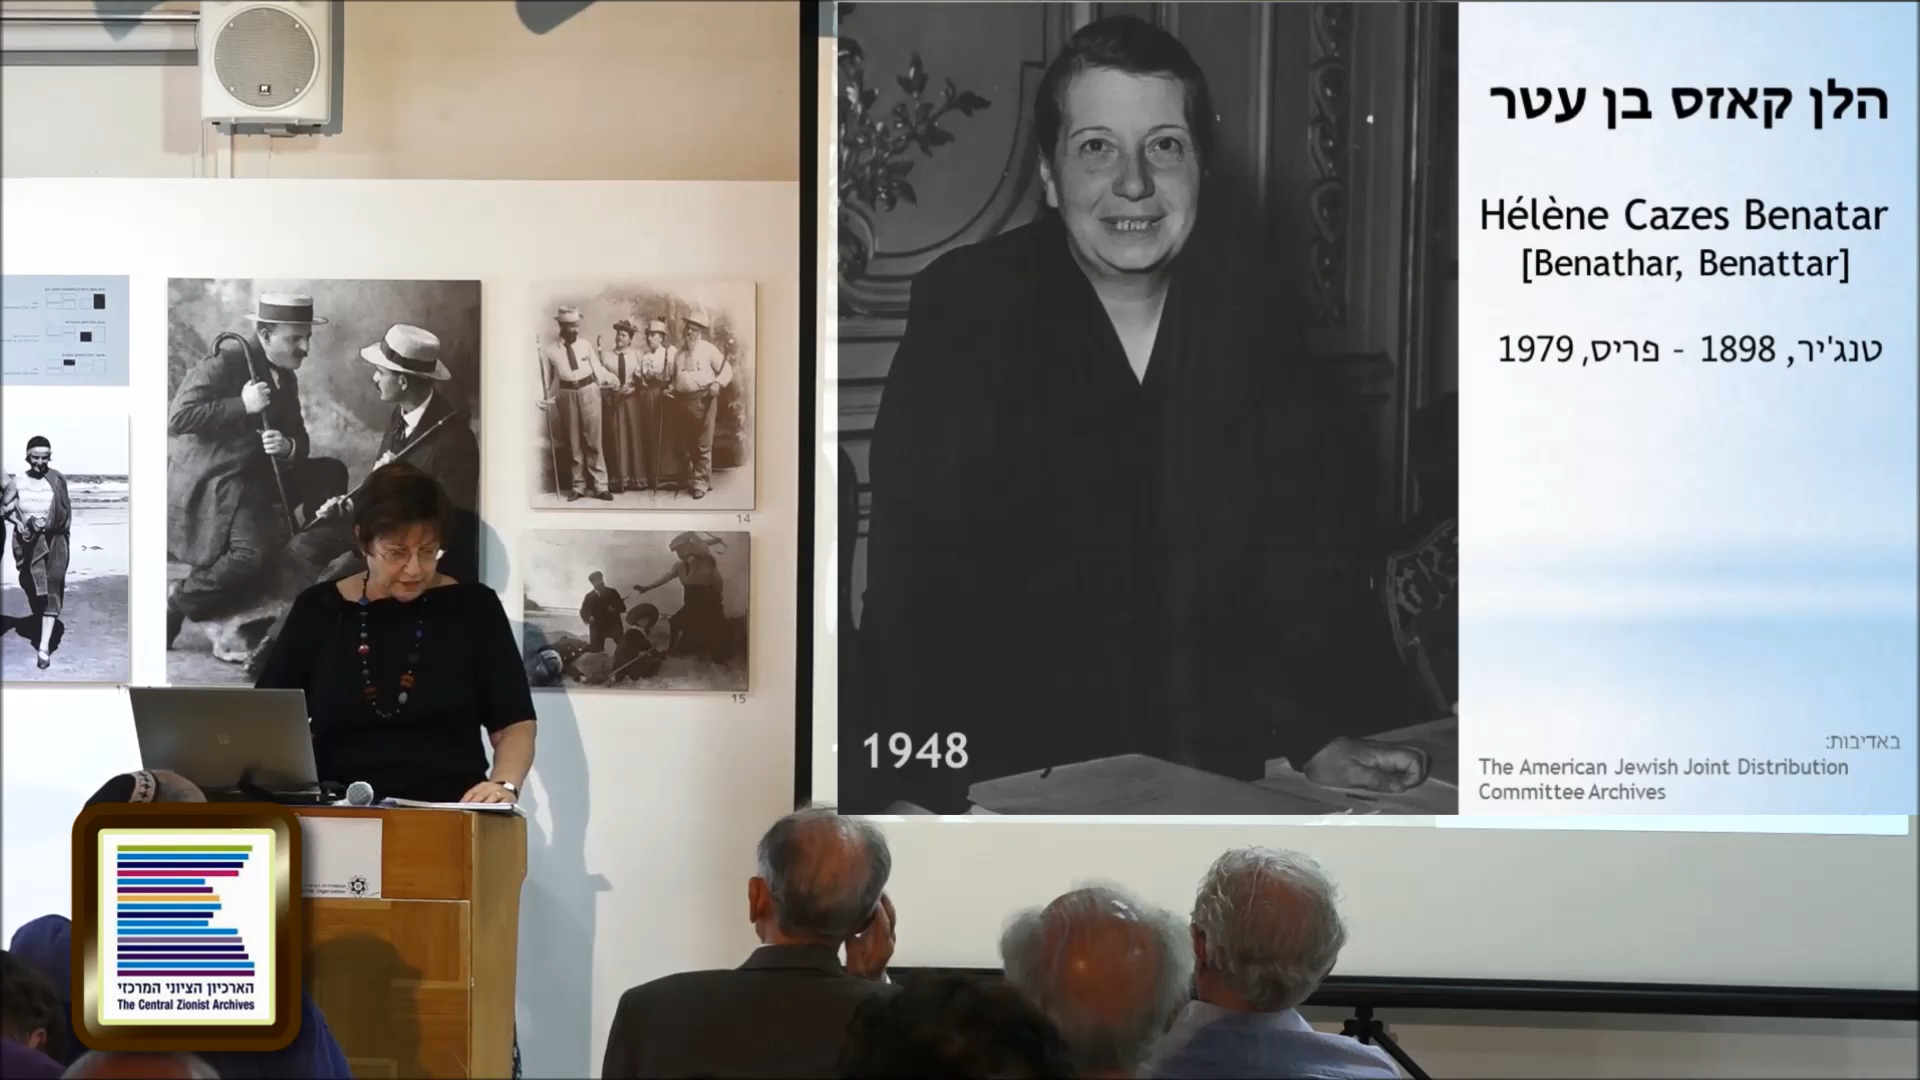 הלן קאזס בן עטר
Hélène Cazes Benatar
[Benathar, Benattar]
טנג'יר, 1898 - פריס, 1979
1948
באדיבות:
The American Jewish Joint Distribution
Committee Archives
14
15
הארכיון הציוני המרכזי
The Central Zionist Archives